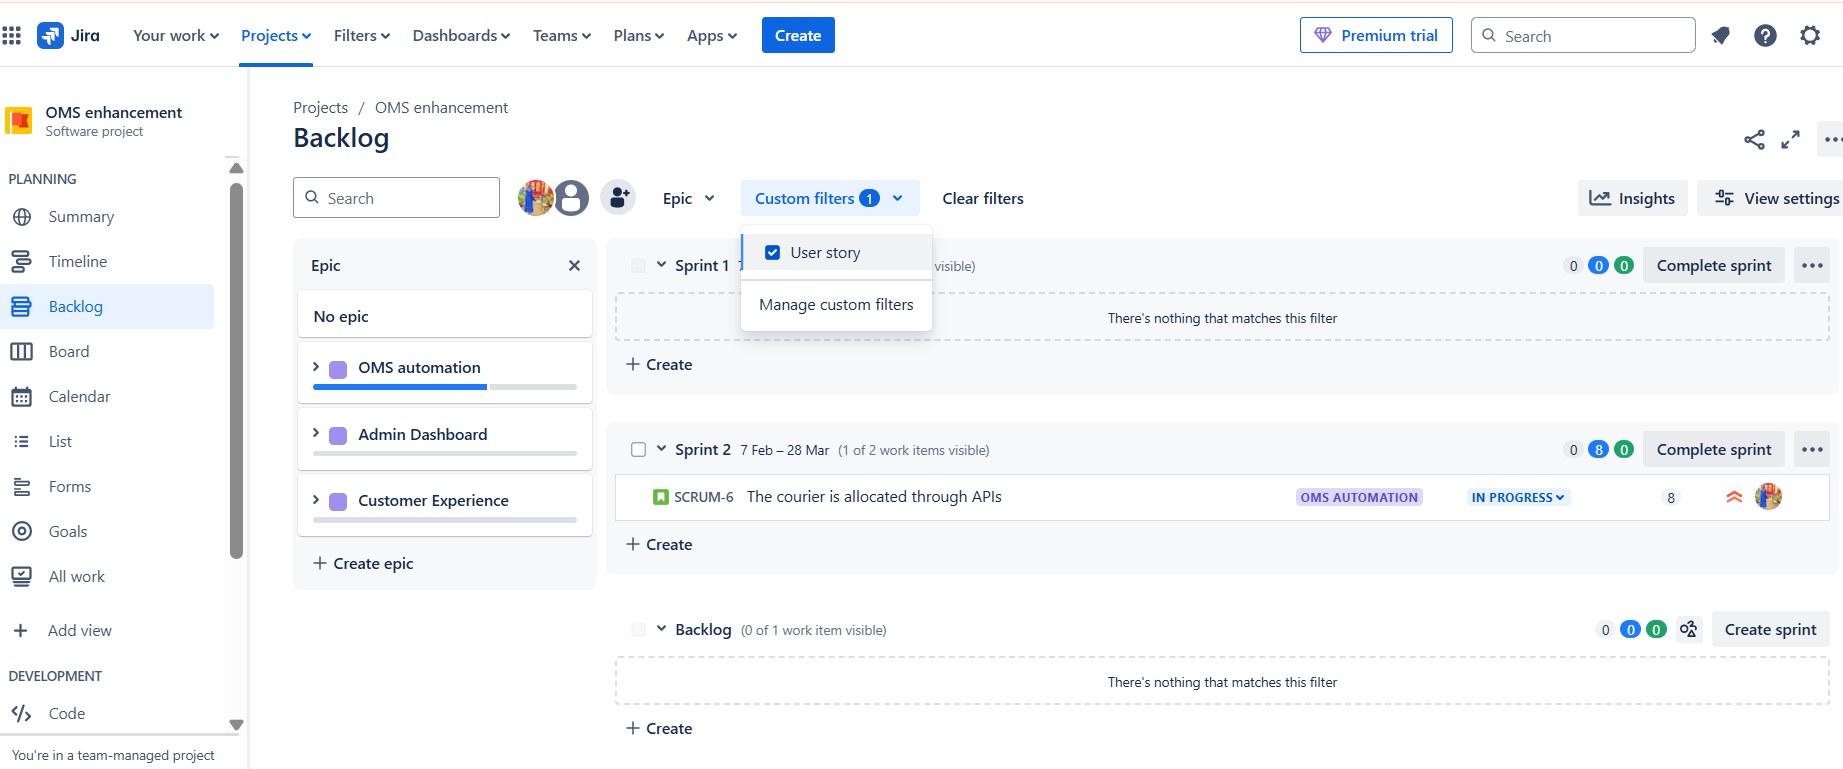 Jira
Your work
Projects
Filters
Dashboards
Teams
Plans
Apps
Create
Premium trial
Search
OMS enhancement
Software project
PLANNING
Summary
Timeline
Backlog
Board
Calendar
List
Forms
Goals
All work
Add view
DEVELOPMENT
Code
You're in a team-managed project
Projects / OMS enhancement
Backlog
Search
Epic
Custom filters 1
Clear filters
Insights
View settings
User story
Manage custom filters
Epic
No epic
OMS automation
Admin Dashboard
Customer Experience
+ Create epic
Sprint 1 visible)
0 0 0 Complete sprint
There's nothing that matches this filter
+ Create
Sprint 2 7 Feb – 28 Mar (1 of 2 work items visible)
0 8 0 Complete sprint
SCRUM-6 The courier is allocated through APIs OMS AUTOMATION IN PROGRESS 8
+ Create
Backlog (0 of 1 work item visible)
0 0 0 Create sprint
There's nothing that matches this filter
+ Create